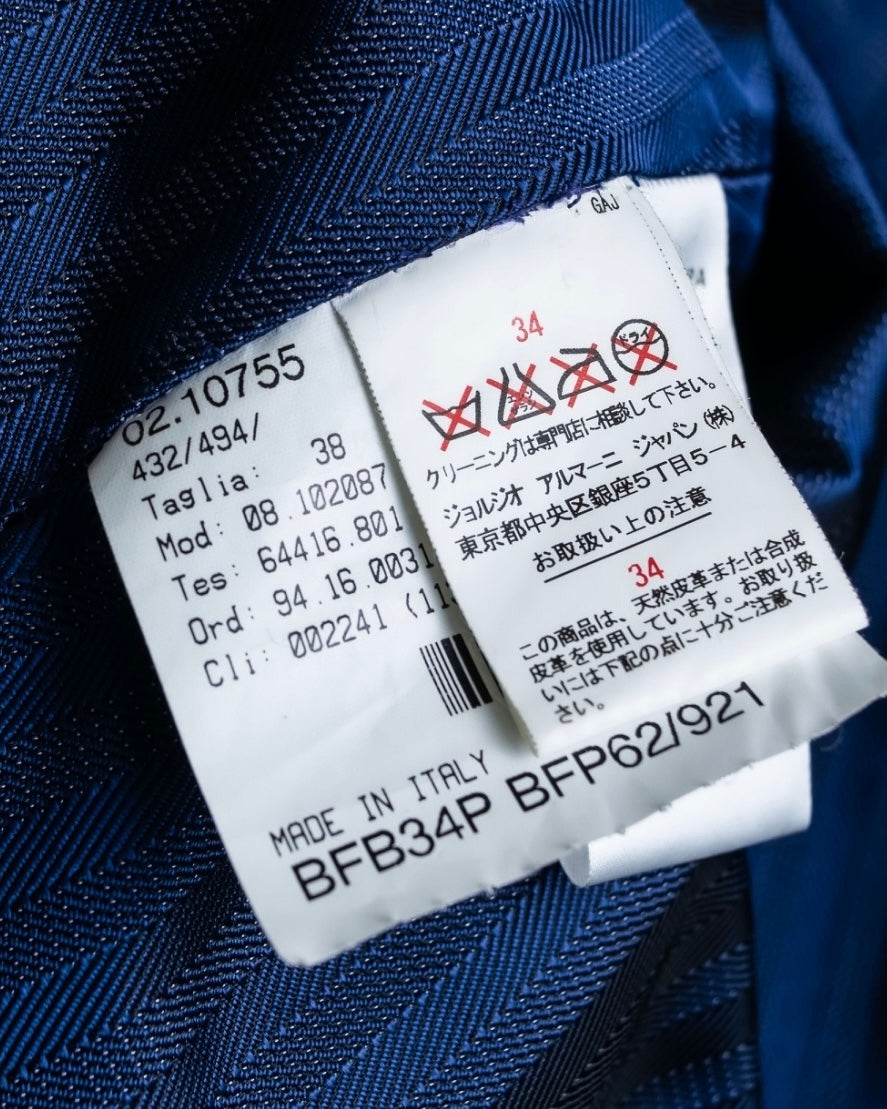 02.10755
432/494/
Taglia: 38
Mod: 08.102087
Tes: 64416.801
Ord: 94.16.0031
Cli: 002241 (11
MADE IN ITALY
BFB34P BFP62/921
GAJ
34
ドライ
クリーニングは専門店に相談して下さい。
ジョルジオ アルマーニ ジャパン (株)
東京都中央区銀座5丁目5-4
お取扱い上の注意
34
この商品は、天然皮革または合成
皮革を使用しています。お取り扱
いには下記の点に十分ご注意くだ
さい。